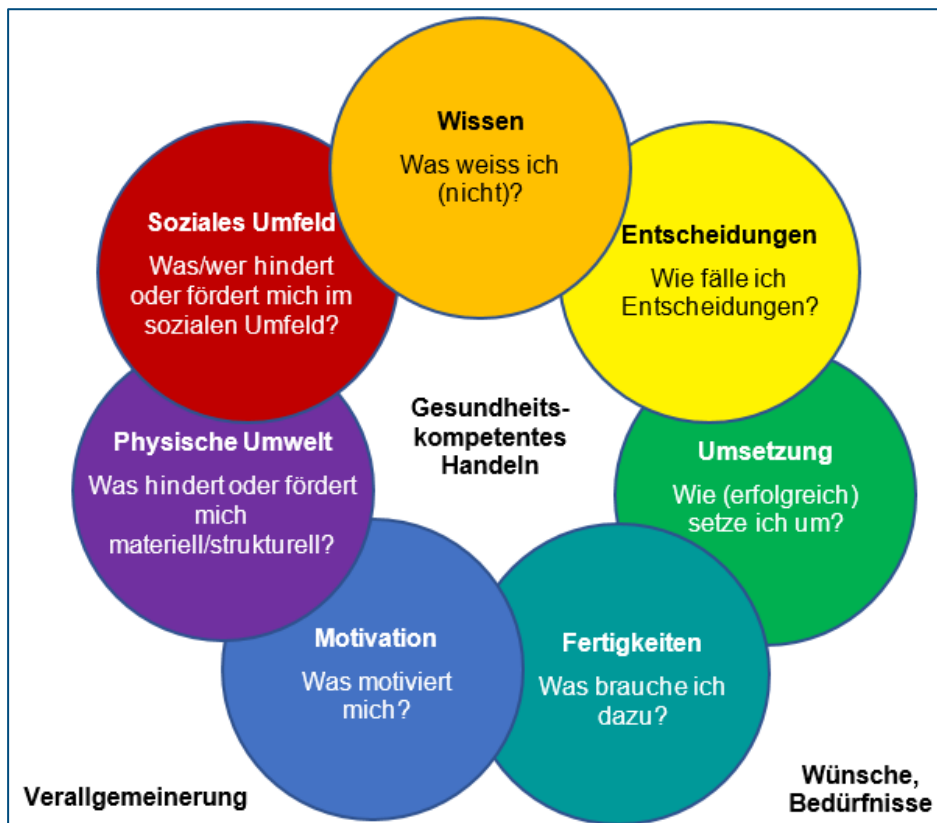 Wissen
Was weiss ich
(nicht)?
Entscheidungen
Wie fälle ich
Entscheidungen?
Umsetzung
Wie (erfolgreich)
setze ich um?
Fertigkeiten
Was brauche ich
dazu?
Motivation
Was motiviert
mich?
Physische Umwelt
Was hindert oder fördert
mich
materiell/strukturell?
Soziales Umfeld
Was/wer hindert
oder fördert mich im
sozialen Umfeld?
Gesundheits-
kompetentes
Handeln
Verallgemeinerung
Wünsche,
Bedürfnisse